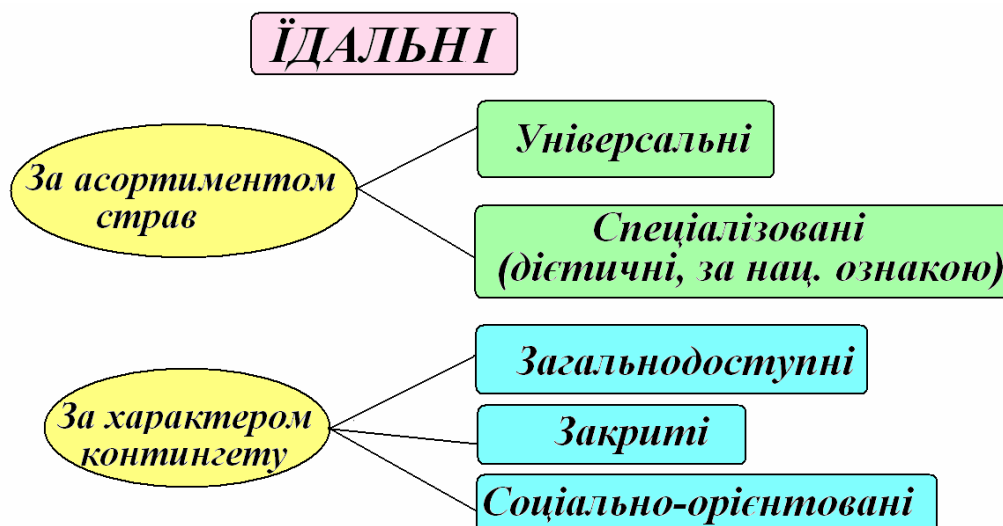 ЇДАЛЬНІ
За асортиментом
страв
Універсальні
Спеціалізовані
(дієтичні, за нац. ознакою)
За характером
контингету
Загальнодоступні
Закриті
Соціально-орієнтовані